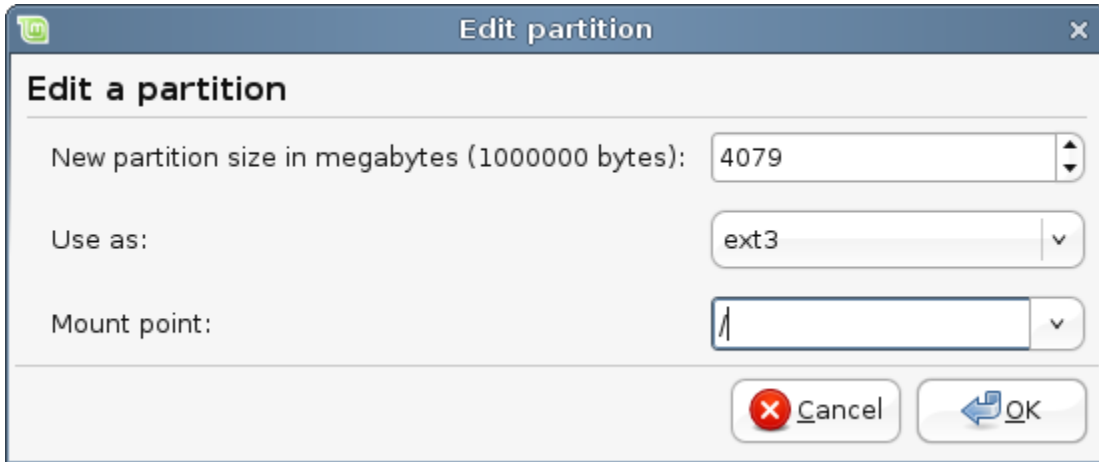 Edit partition
Edit a partition
New partition size in megabytes (1000000 bytes): 4079
Use as: ext3
Mount point: /
Cancel OK